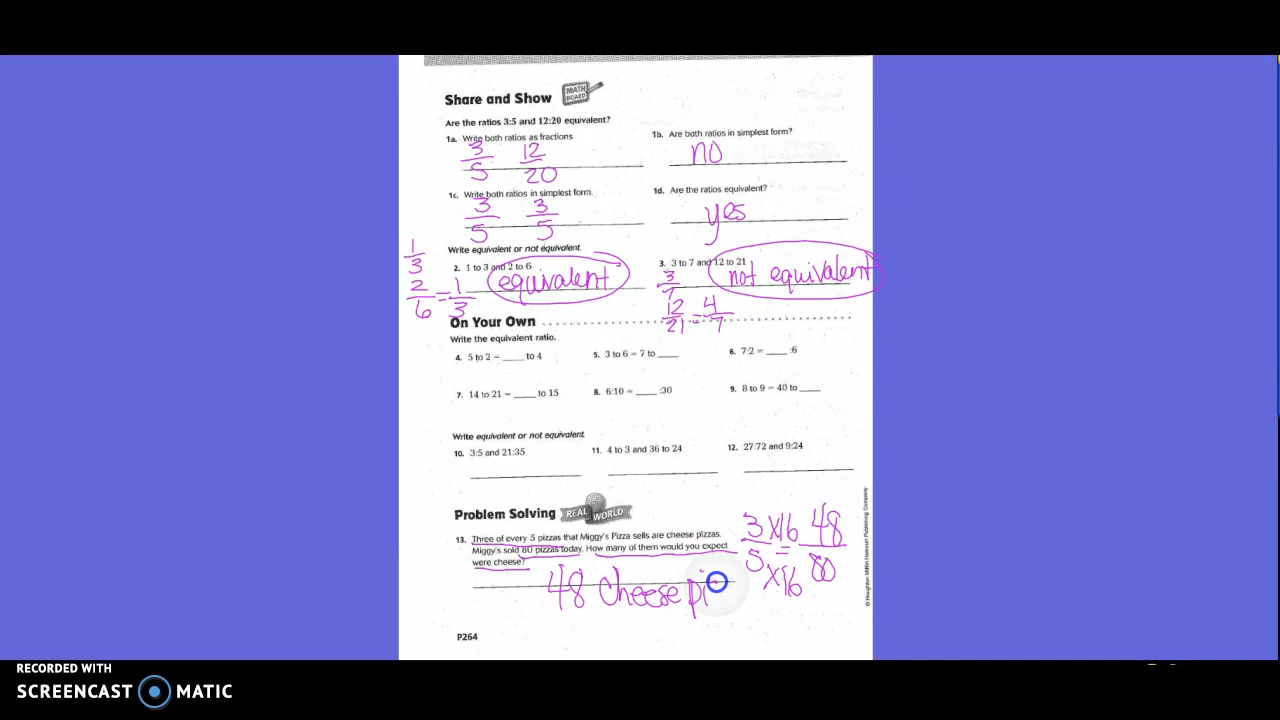 Share and Show
MATH BOARD
Are the ratios 3:5 and 12:20 equivalent?
1a. Write both ratios as fractions.
3/5 12/20
1b. Are both ratios in simplest form?
no
1c. Write both ratios in simplest form.
3/5 3/5
1d. Are the ratios equivalent?
yes
Write equivalent or not equivalent.
2. 1 to 3 and 2 to 6
equivalent
1/3
2/6 = 1/3
3. 3 to 7 and 12 to 21
not equivalent
3/7
12/21 = 4/7
On Your Own
Write the equivalent ratio.
4. 5 to 2 = ____ to 4
5. 3 to 6 = 7 to ____
6. 7:2 = ____ :6
7. 14 to 21 = ____ to 15
8. 6:10 = ____ :30
9. 8 to 9 = 40 to ____
Write equivalent or not equivalent.
10. 3:5 and 21:35
11. 4 to 3 and 36 to 24
12. 27:72 and 9:24
Problem Solving REAL WORLD
13. Three of every 5 pizzas that Miggy's Pizza sells are cheese pizzas.
Miggy's sold 80 pizzas today. How many of them would you expect
were cheese?
3/5 x16/x16 = 48/80
48 cheese pi
P264
© Houghton Mifflin Harcourt Publishing Company
RECORDED WITH
SCREENCAST MATIC